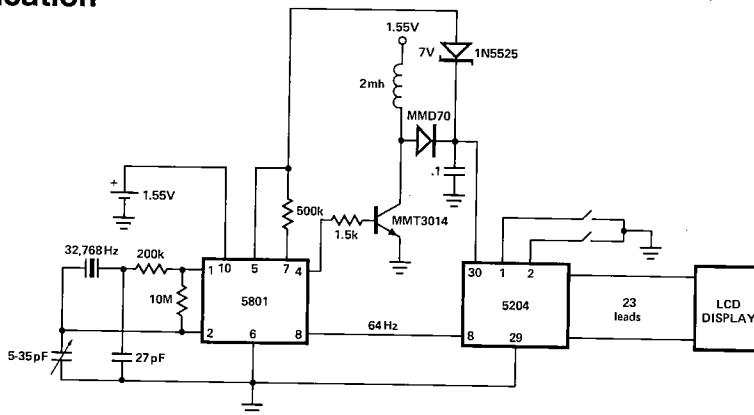 1.55V
7V 1N5525
2mh
MMD70
.1
+
1.55V
500k
1.5k
MMT3014
32,768Hz
200k
10M
1 10 5 7 4
5801
2 6 8
64Hz
30 1 2
5204
8 29
23
leads
LCD
DISPLAY
5-35pF
27pF